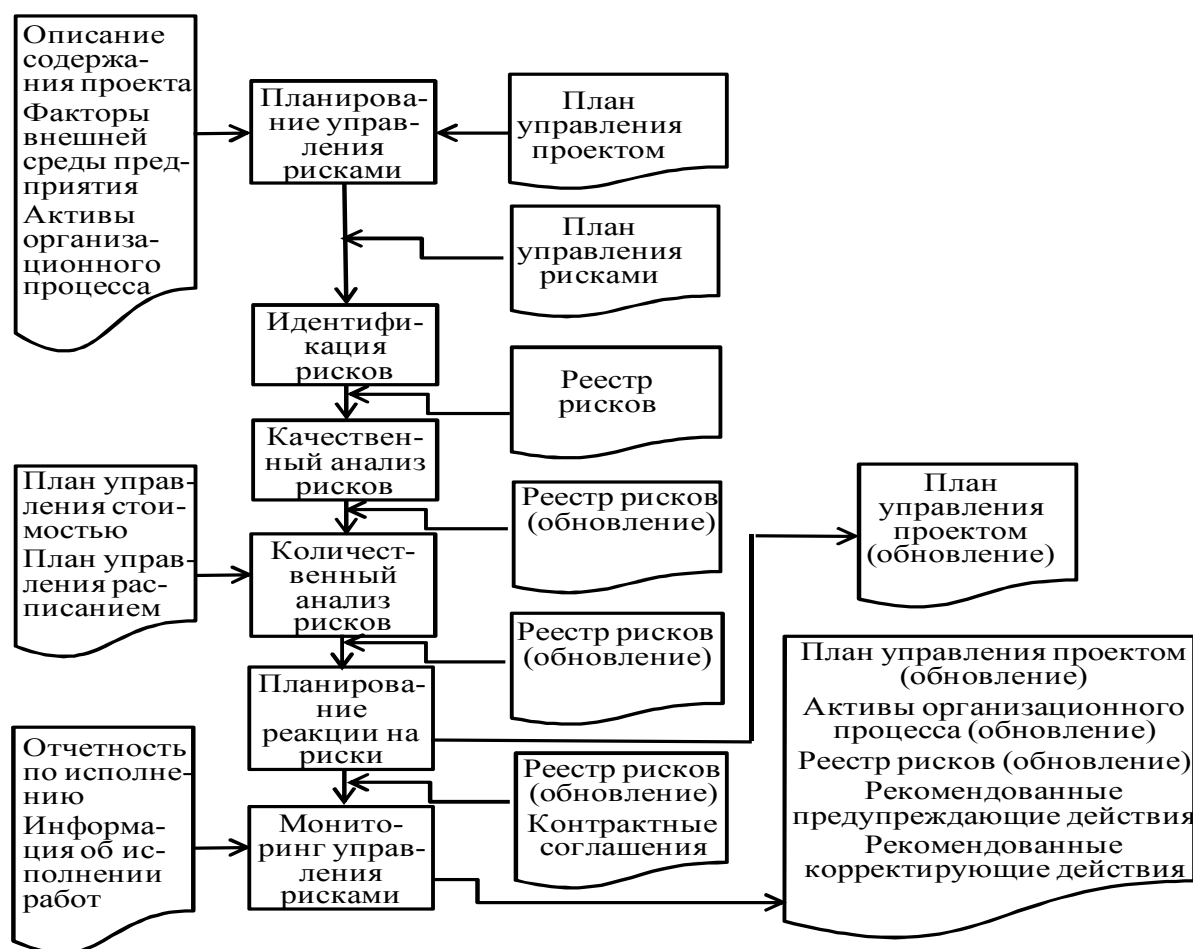 Описание
содержа-
ния проекта
Факторы
внешней
среды пред-
приятия
Активы
организа-
ционного
процесса
Планирова-
ние управ-
ления
рисками
План
управления
проектом
План
управления
рисками
Идентифи-
кация
рисков
Реестр
рисков
Качествен-
ный анализ
рисков
План управ-
ления стои-
мостью
План управ-
ления рас-
писанием
Реестр рисков
(обновление)
Количест-
венный
анализ
рисков
План
управления
проектом
(обновление)
Реестр рисков
(обновление)
Планирова-
ние
реакции на
риски
План управления проектом
(обновление)
Активы организационного
процесса (обновление)
Реестр рисков (обновление)
Рекомендованные
предупреждающие действия
Рекомендованные
корректирующие действия
Отчетность
по исполне-
нию
Информа-
ция об ис-
полнении
работ
Реестр рисков
(обновление)
Контрактные
соглашения
Монито-
ринг управ-
ления
рисками